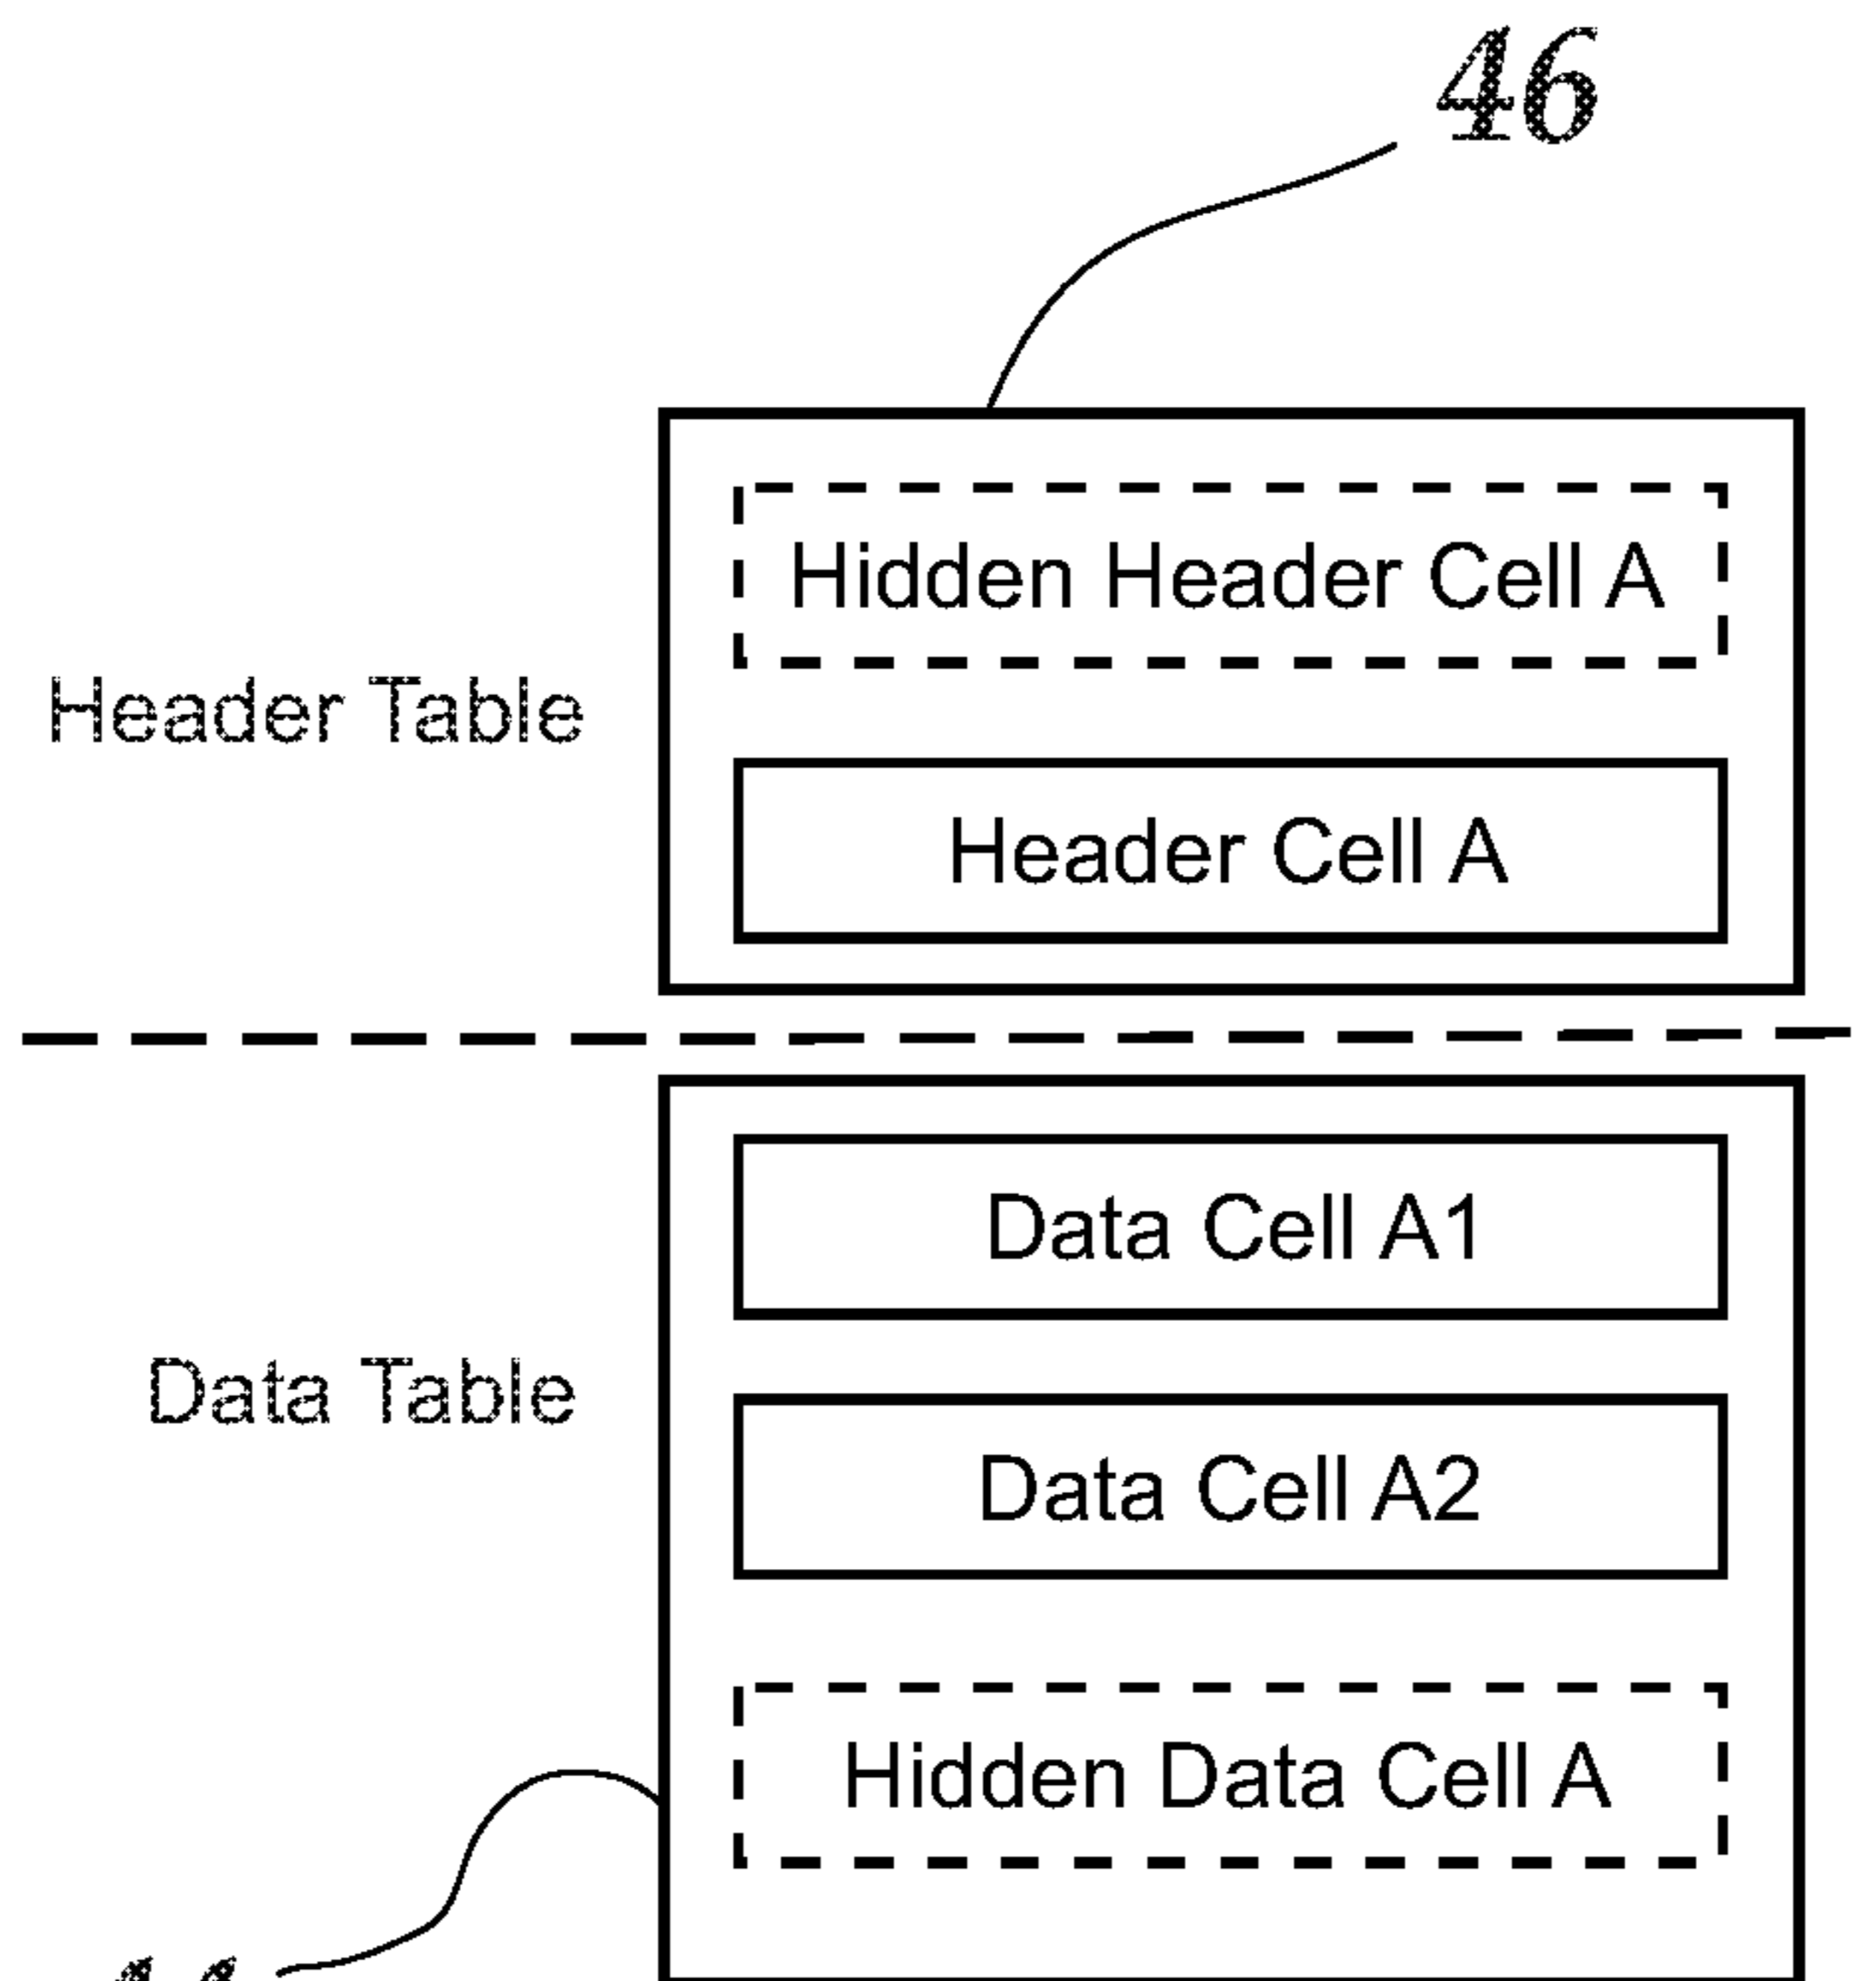 46
Hidden Header Cell A
Header Table
Header Cell A
Data Cell A1
Data Table
Data Cell A2
Hidden Data Cell A